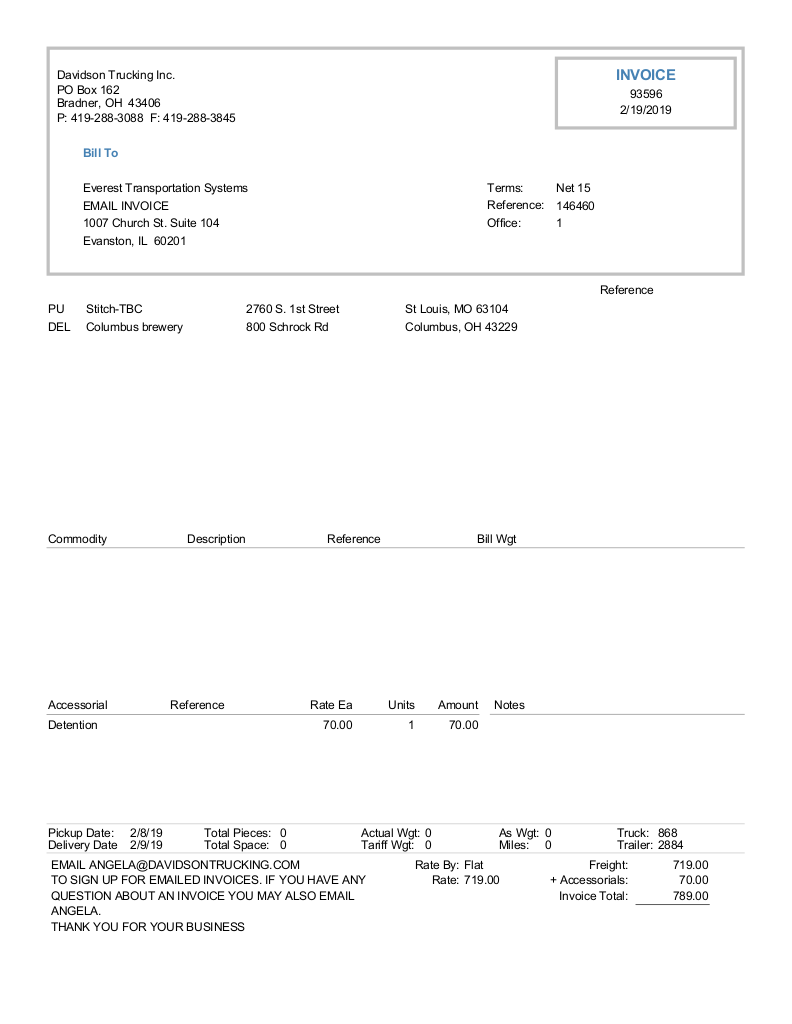 Davidson Trucking Inc.
PO Box 162
Bradner, OH 43406
P: 419-288-3088 F: 419-288-3845
INVOICE
93596
2/19/2019
Bill To
Everest Transportation Systems
EMAIL INVOICE
1007 Church St. Suite 104
Evanston, IL 60201
Terms: Net 15
Reference: 146460
Office: 1
Reference
PU Stitch-TBC 2760 S. 1st Street St Louis, MO 63104
DEL Columbus brewery 800 Schrock Rd Columbus, OH 43229
Commodity Description Reference Bill Wgt
Accessorial Reference Rate Ea Units Amount Notes
Detention 70.00 1 70.00
Pickup Date: 2/8/19 Total Pieces: 0 Actual Wgt: 0 As Wgt: 0 Truck: 868
Delivery Date 2/9/19 Total Space: 0 Tariff Wgt: 0 Miles: 0 Trailer: 2884
EMAIL ANGELA@DAVIDSONTRUCKING.COM
TO SIGN UP FOR EMAILED INVOICES. IF YOU HAVE ANY
QUESTION ABOUT AN INVOICE YOU MAY ALSO EMAIL
ANGELA.
THANK YOU FOR YOUR BUSINESS
Rate By: Flat
Rate: 719.00
Freight: 719.00
+ Accessorials: 70.00
Invoice Total: 789.00